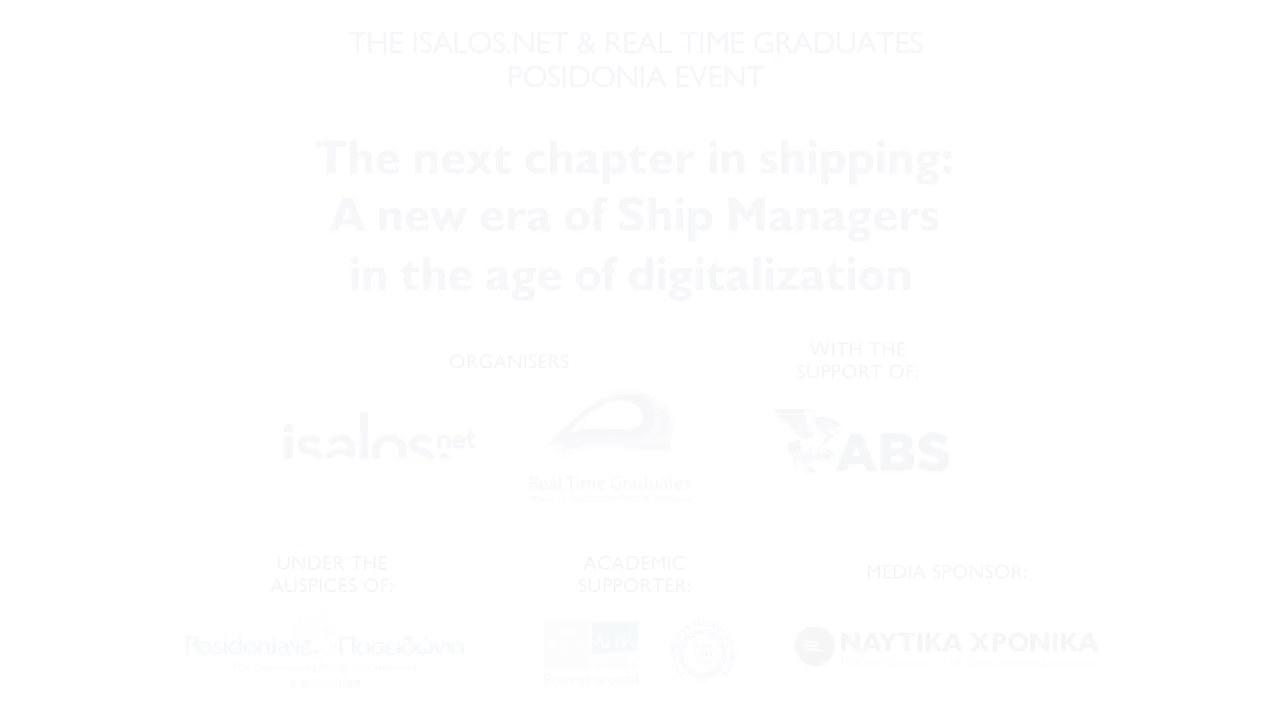 THE ISALOS.NET & REAL TIME GRADUATES
POSIDONIA EVENT
The next chapter in shipping:
A new era of Ship Managers
in the age of digitalization
ORGANISERS
WITH THE
SUPPORT OF:
isalos.net
ABS
Real Time Graduates
UNDER THE
AUSPICES OF:
ACADEMIC
SUPPORTER:
MEDIA SPONSOR:
Posidonia Ποσειδώνια
ΝΑΥΤΙΚΑ ΧΡΟΝΙΚΑ